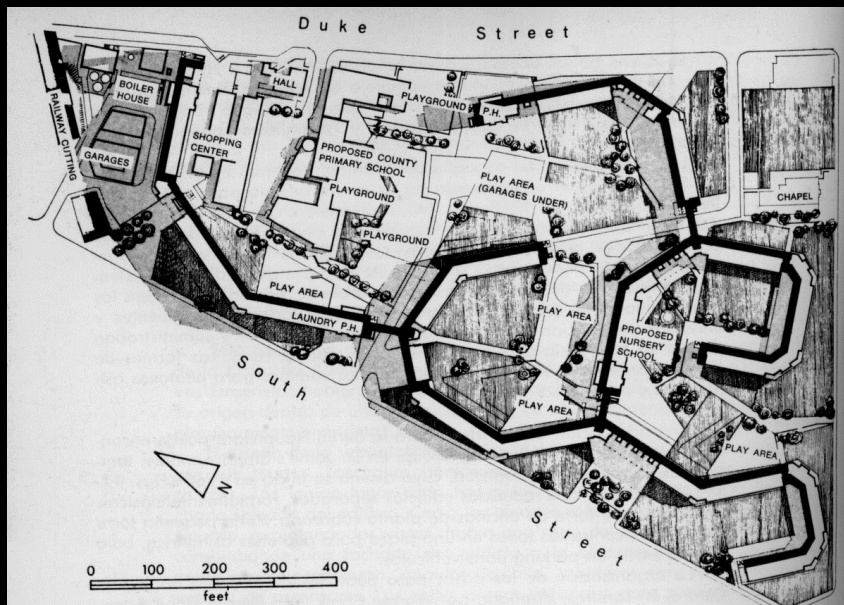 Duke Street
BOILER
HOUSE
HALL
RAILWAY CUTTING
GARAGES
SHOPPING
CENTER
PLAYGROUND
P.H.
PROPOSED COUNTY
PRIMARY SCHOOL
PLAYGROUND
PLAYGROUND
PLAY AREA
(GARAGES UNDER)
CHAPEL
PLAY AREA
LAUNDRY P.H.
PLAY AREA
PROPOSED
NURSERY
SCHOOL
PLAY AREA
PLAY AREA
South Street
N
0 100 200 300 400
feet